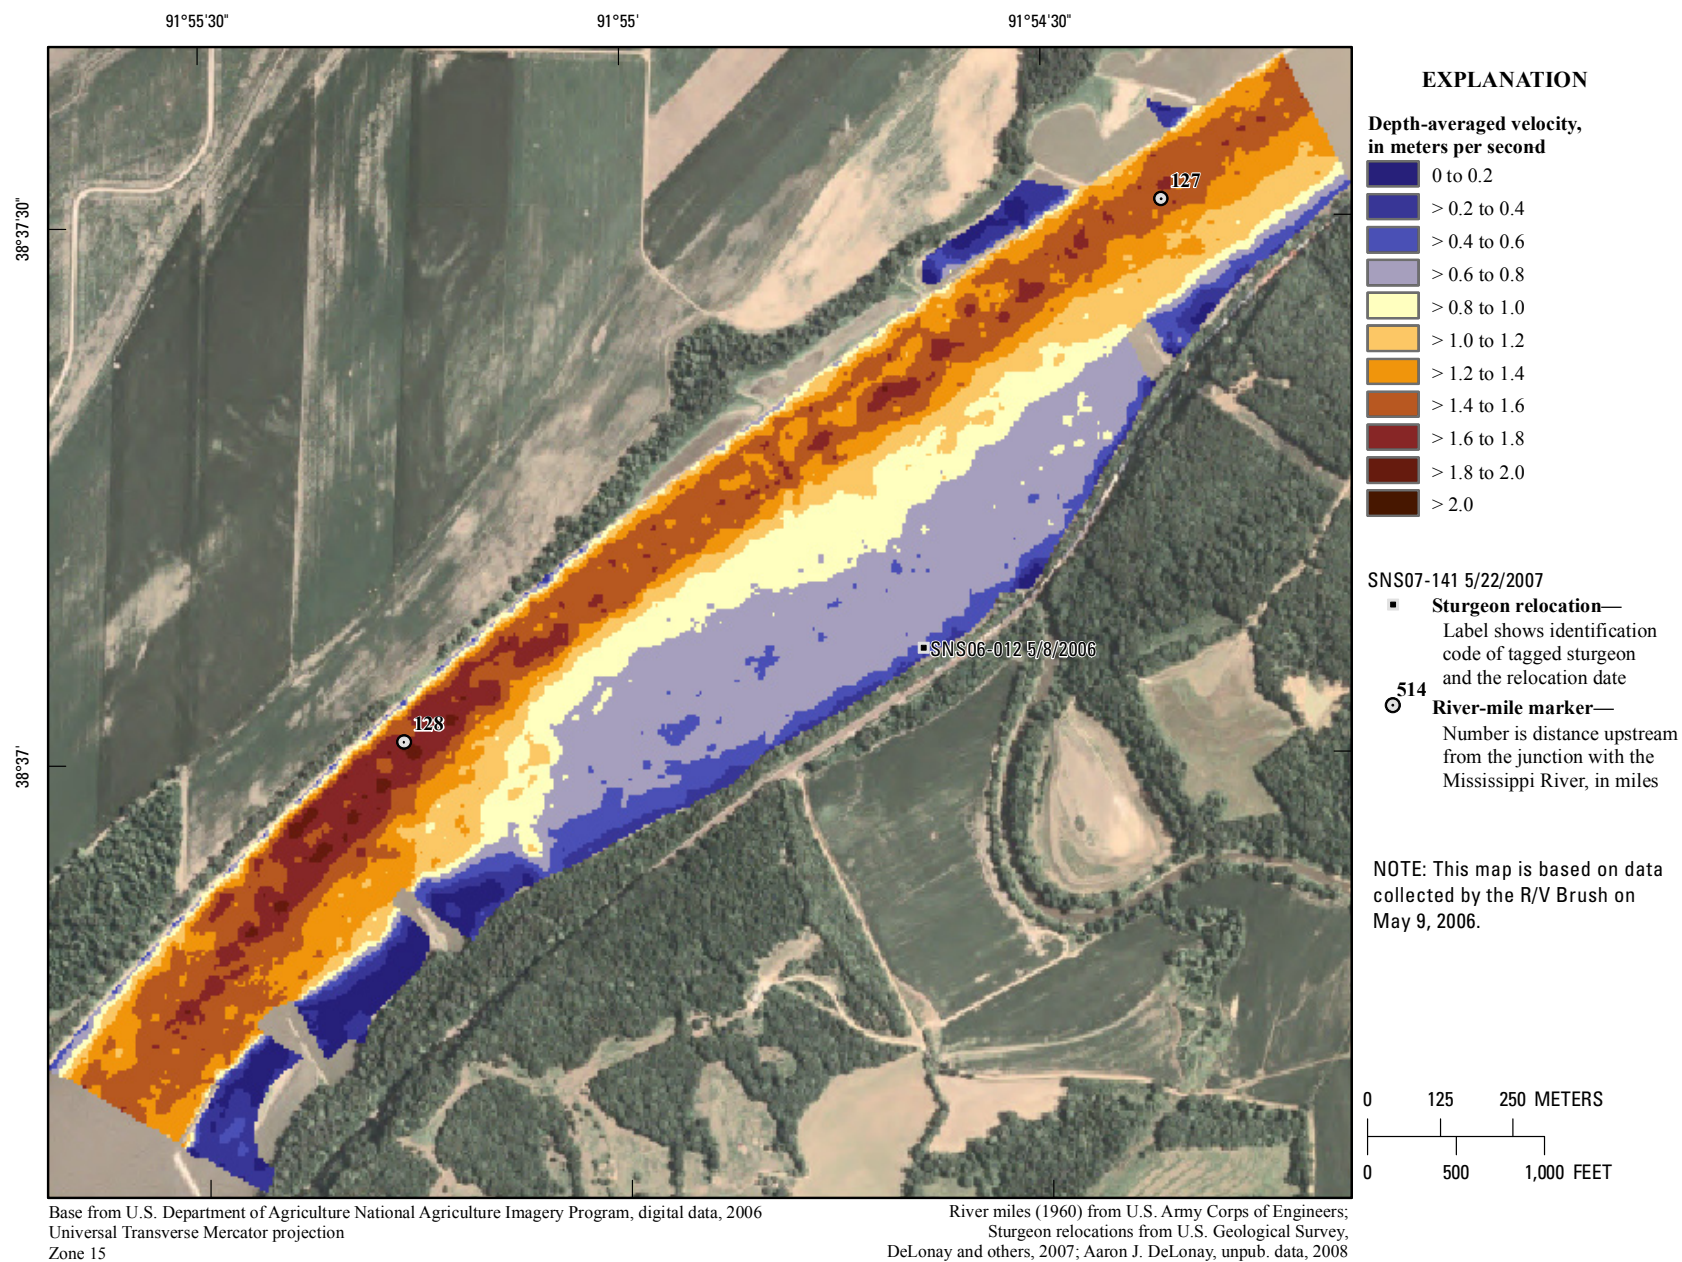 91°55'30"
91°55'
91°54'30"
38°37'30"
38°37'
127
128
SNS06-012 5/8/2006
EXPLANATION
Depth-averaged velocity,
in meters per second
0 to 0.2
> 0.2 to 0.4
> 0.4 to 0.6
> 0.6 to 0.8
> 0.8 to 1.0
> 1.0 to 1.2
> 1.2 to 1.4
> 1.4 to 1.6
> 1.6 to 1.8
> 1.8 to 2.0
> 2.0
SNS07-141 5/22/2007
Sturgeon relocation—
Label shows identification
code of tagged sturgeon
and the relocation date
514
River-mile marker—
Number is distance upstream
from the junction with the
Mississippi River, in miles
NOTE: This map is based on data
collected by the R/V Brush on
May 9, 2006.
0 125 250 METERS
0 500 1,000 FEET
Base from U.S. Department of Agriculture National Agriculture Imagery Program, digital data, 2006
Universal Transverse Mercator projection
Zone 15
River miles (1960) from U.S. Army Corps of Engineers;
Sturgeon relocations from U.S. Geological Survey,
DeLonay and others, 2007; Aaron J. DeLonay, unpub. data, 2008